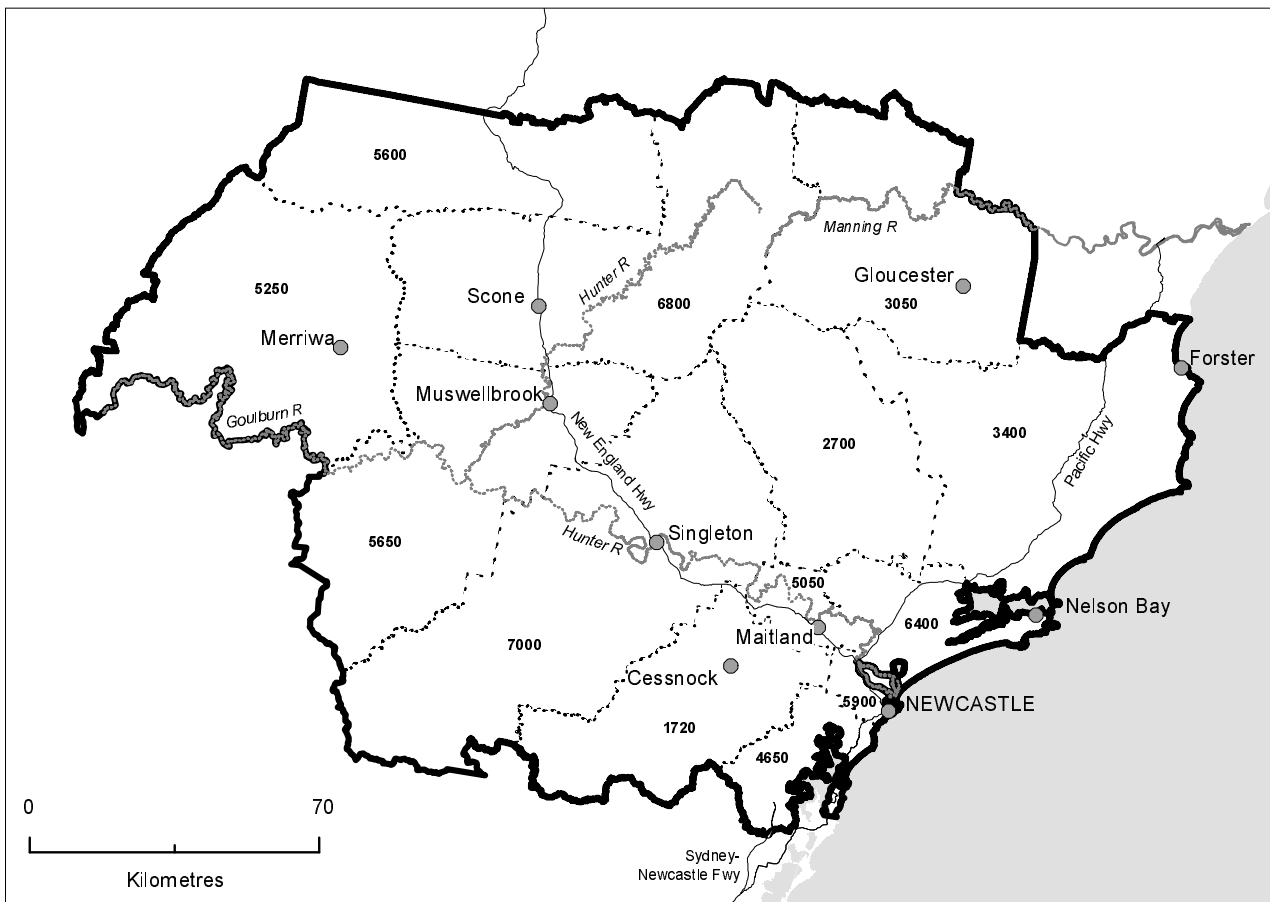 5600
Manning R
Hunter R
Gloucester
5250
Scone
6800
3050
Merriwa
Forster
Muswellbrook
Goulburn R
New England Hwy
2700
3400
Pacific Hwy
5650
Hunter R
Singleton
5050
Nelson Bay
6400
Maitland
7000
Cessnock
5900
NEWCASTLE
1720
4650
0 70
Kilometres
Sydney-
Newcastle Fwy